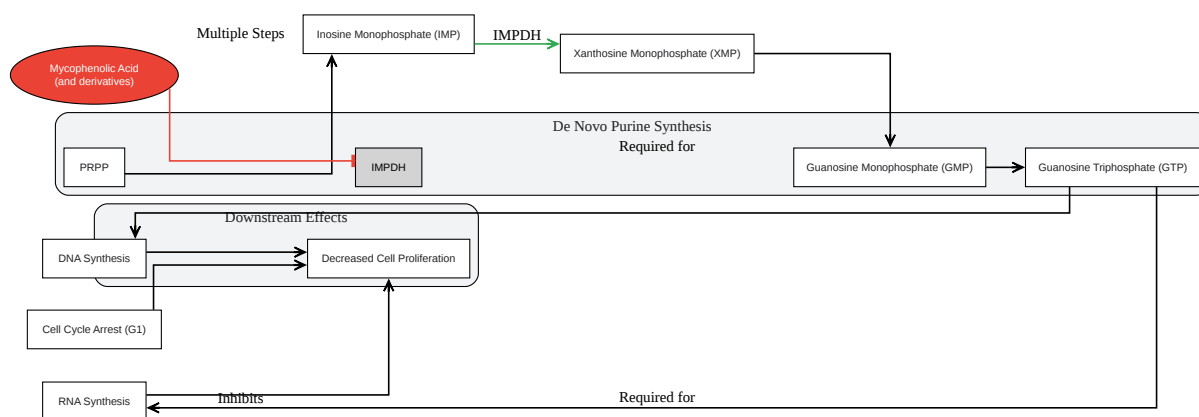 Multiple Steps
Inosine Monophosphate (IMP)
IMPDH
Xanthosine Monophosphate (XMP)
Mycophenolic Acid
(and derivatives)
De Novo Purine Synthesis
Required for
PRPP
IMPDH
Guanosine Monophosphate (GMP)
Guanosine Triphosphate (GTP)
Downstream Effects
DNA Synthesis
Decreased Cell Proliferation
Cell Cycle Arrest (G1)
RNA Synthesis
Inhibits
Required for